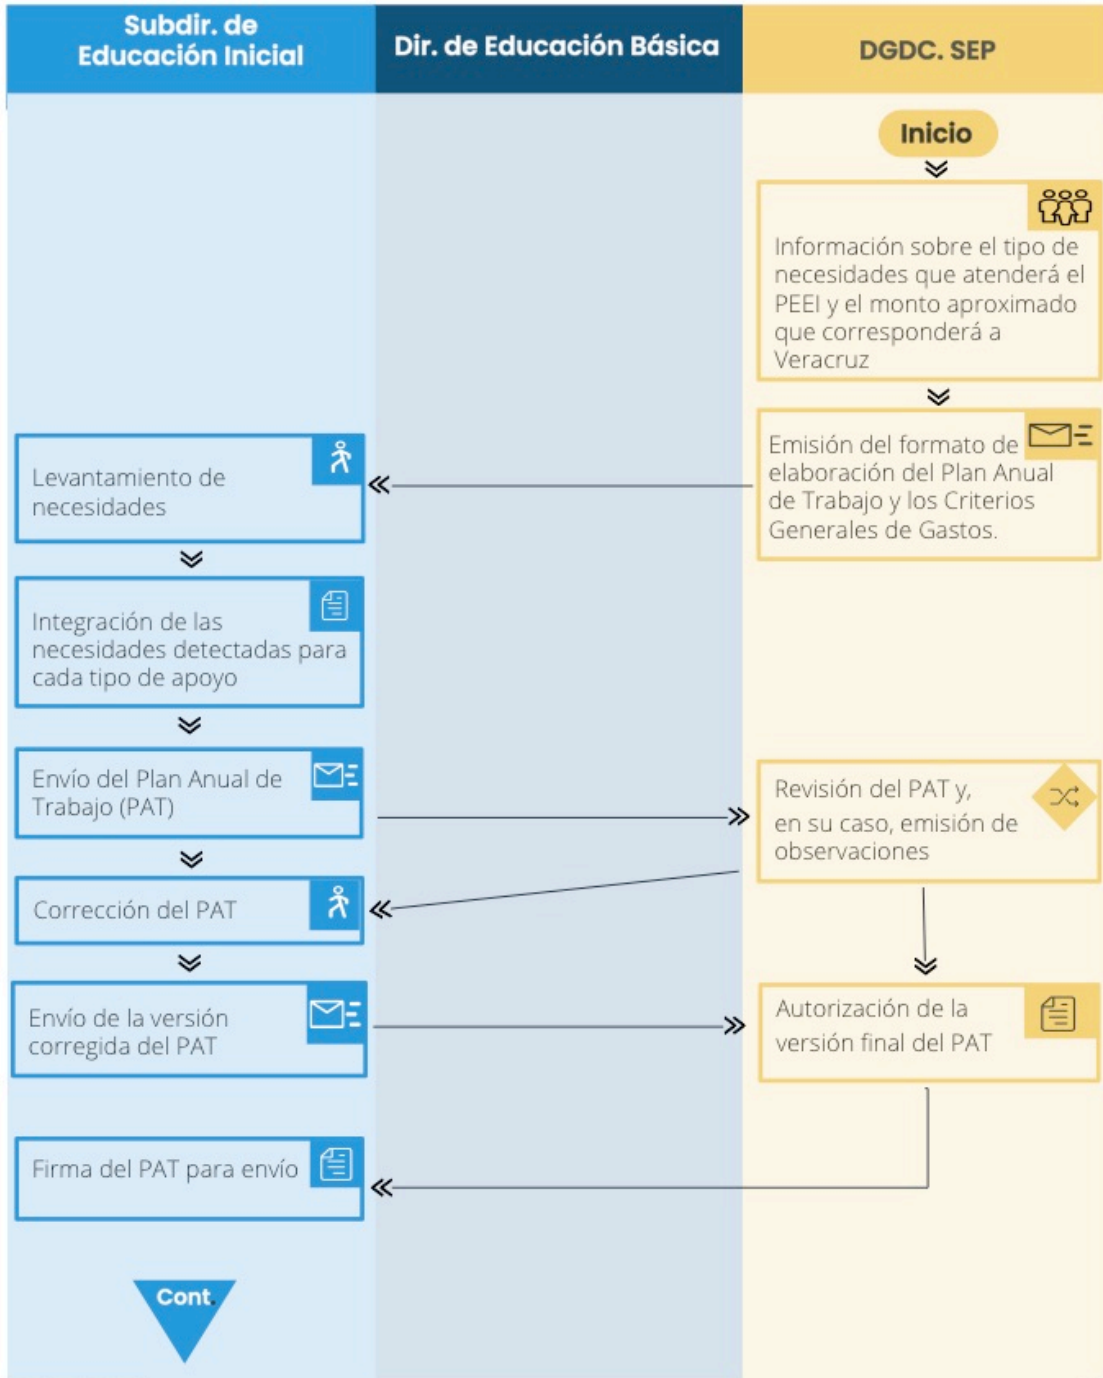 Subdir. de
Educación Inicial
Dir. de Educación Básica
DGDC. SEP
Inicio
Información sobre el tipo de
necesidades que atenderá el
PEEI y el monto aproximado
que corresponderá a
Veracruz
Emisión del formato de
elaboración del Plan Anual
de Trabajo y los Criterios
Generales de Gastos.
Levantamiento de
necesidades
Integración de las
necesidades detectadas para
cada tipo de apoyo
Envío del Plan Anual de
Trabajo (PAT)
Revisión del PAT y,
en su caso, emisión de
observaciones
Corrección del PAT
Envío de la versión
corregida del PAT
Autorización de la
versión final del PAT
Firma del PAT para envío
Cont.